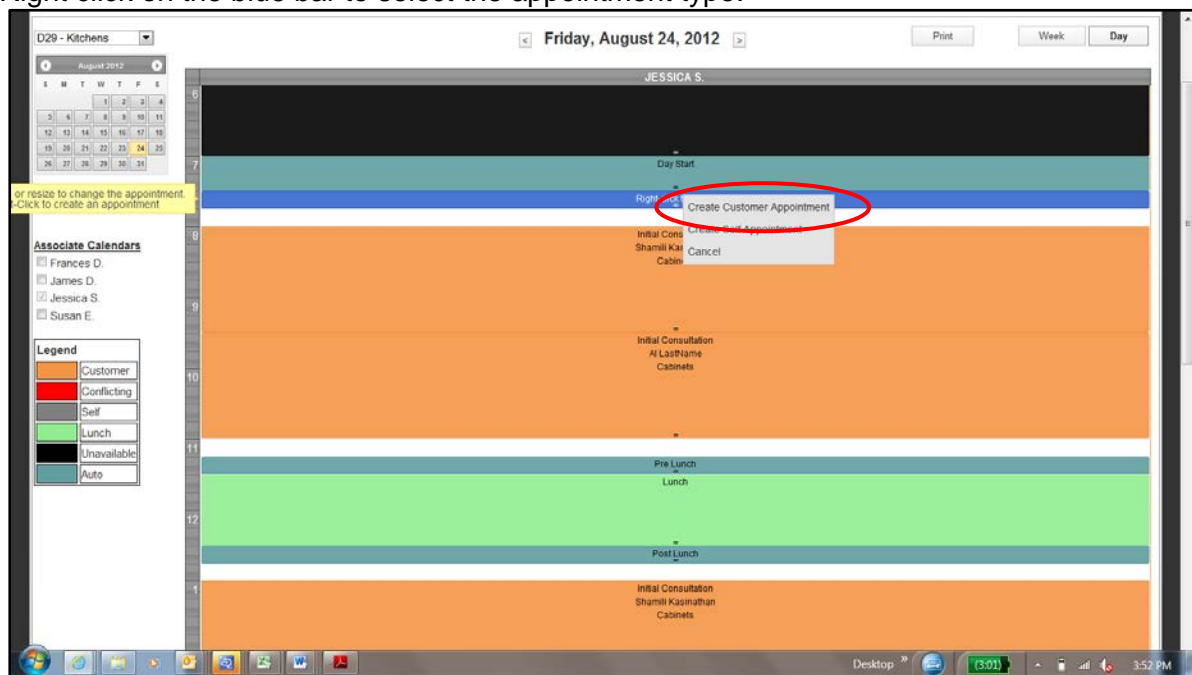 Right click on the blue bar to select the appointment type.
D29 - Kitchens
< Friday, August 24, 2012 >
Print
Week
Day
August 2012
S M T W T F S
1 2 3 4
5 6 7 8 9 10 11
12 13 14 15 16 17 18
19 20 21 22 23 24 25
26 27 28 29 30 31
or resize to change the appointment.
-Click to create an appointment
Associate Calendars
Frances D.
James D.
Jessica S.
Susan E.
Legend
Customer
Conflicting
Self
Lunch
Unavailable
Auto
JESSICA S.
6
7
Day Start
Right
Create Customer Appointment
Create Self Appointment
Cancel
8
Initial Cons
Shamili Kas
Cabin
9
Initial Consultation
Al LastName
Cabinets
10
11
Pre Lunch
Lunch
12
Post Lunch
1
Initial Consultation
Shamili Kasinathan
Cabinets
Desktop
(3:01)
3:52 PM